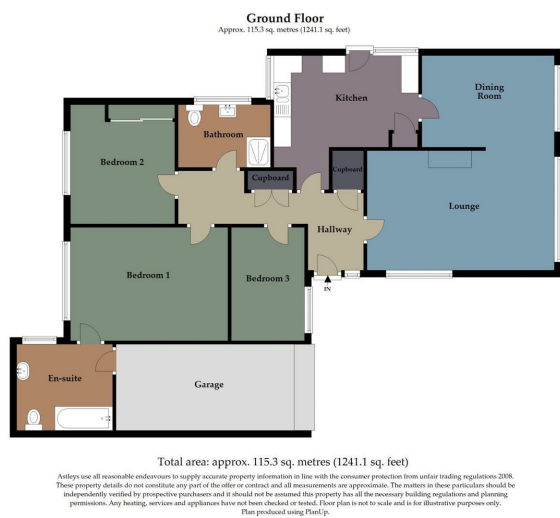 Ground Floor
Approx. 115.3 sq. metres (1241.1 sq. feet)
Dining
Room
Kitchen
Bathroom
Bedroom 2
Cupboard
Cupboard
Lounge
Hallway
Bedroom 1
Bedroom 3
IN
En-suite
Garage
Total area: approx. 115.3 sq. metres (1241.1 sq. feet)
Astleys use all reasonable endeavours to supply accurate property information in line with the consumer protection from unfair trading regulations 2008.
These property details do not constitute any part of the offer or contract and all measurements are approximate. The matters in these particulars should be
independently verified by prospective purchasers and it should not be assumed this property has all the necessary building regulations and planning
permissions. Any heating, services and appliances have not been checked or tested. Floor plan is not to scale and is for illustrative purposes only.
Plan produced using PlanUp.